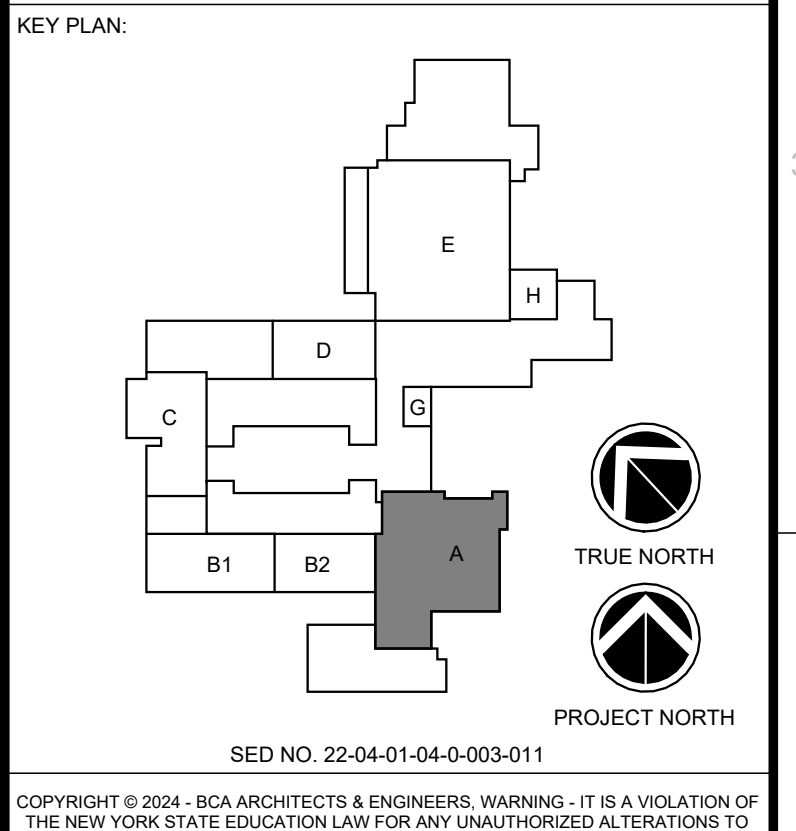 KEY PLAN:
E
H
D
C
G
A
B1
B2
TRUE NORTH
PROJECT NORTH
SED NO. 22-04-01-04-0-003-011
COPYRIGHT © 2024 - BCA ARCHITECTS & ENGINEERS, WARNING - IT IS A VIOLATION OF
THE NEW YORK STATE EDUCATION LAW FOR ANY UNAUTHORIZED ALTERATIONS TO